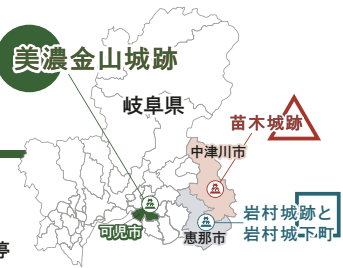 美濃金山城跡
岐阜県
苗木城跡
中津川市
岩村城跡と
岩村城下町
可児市
恵那市
亭